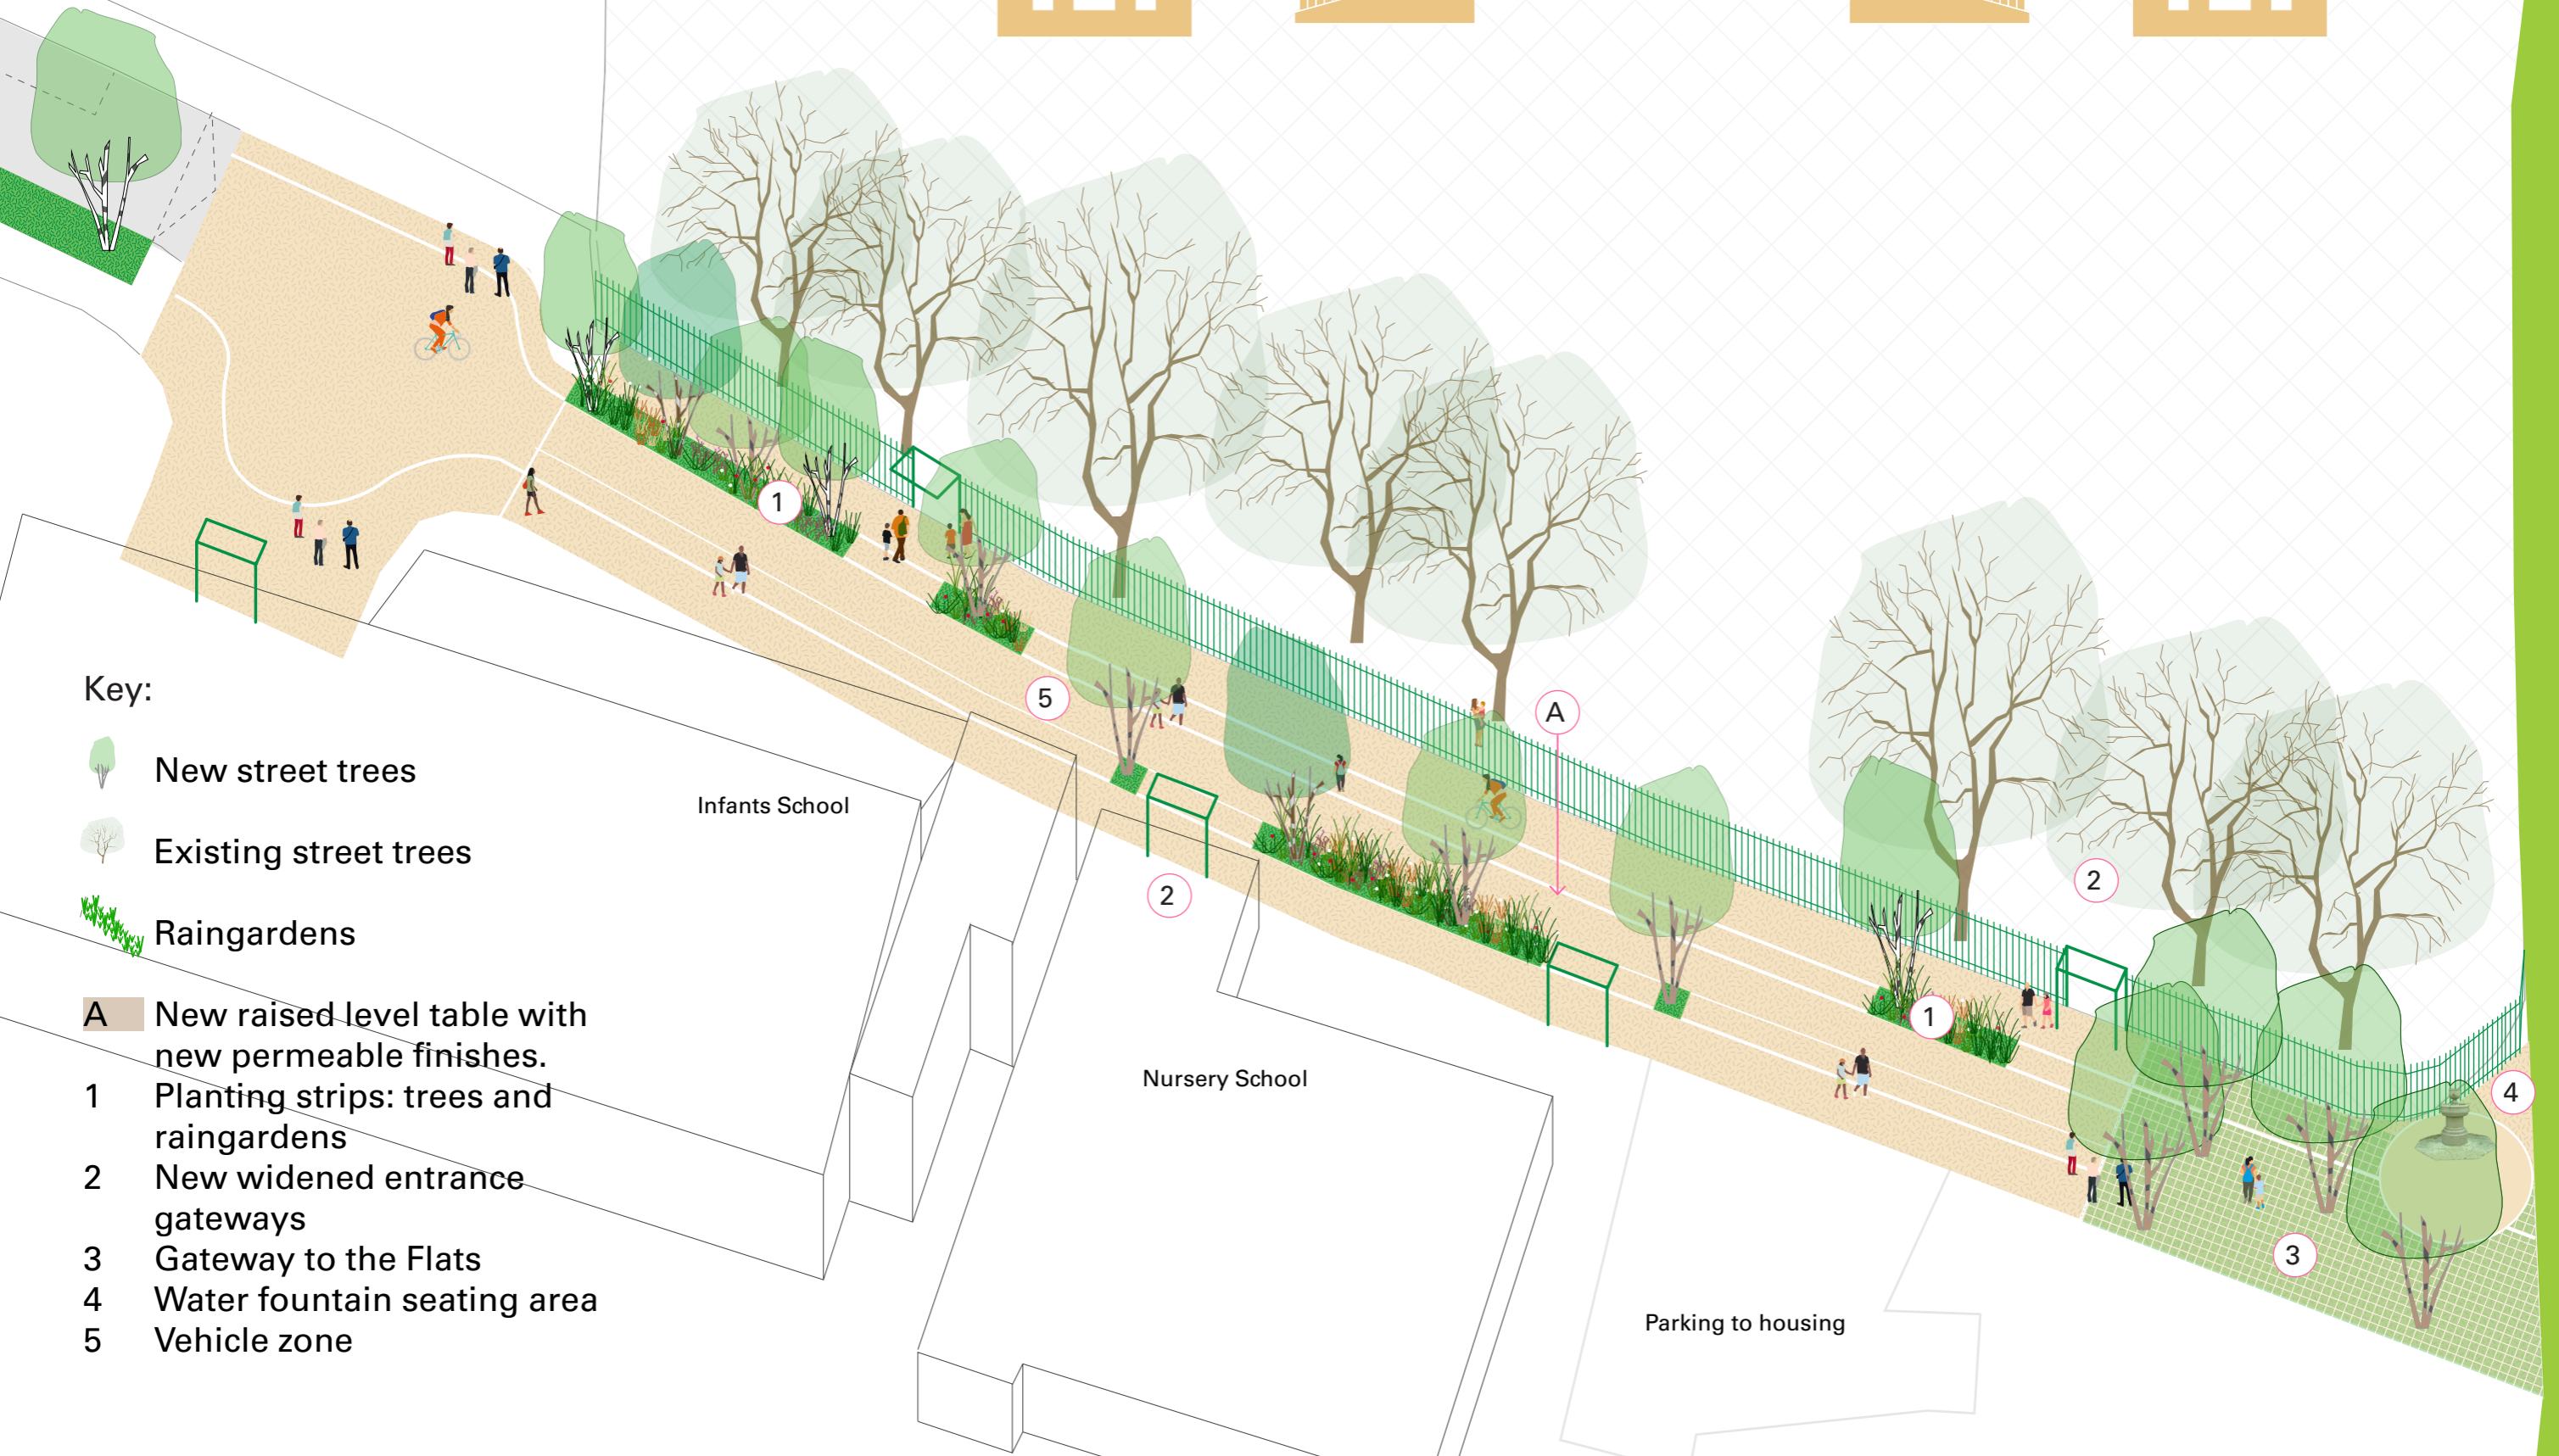 1
5
A
2
2
1
4
3
Infants School
Nursery School
Parking to housing
Key:
New street trees
Existing street trees
Raingardens
A New raised level table with
new permeable finishes.
1 Planting strips: trees and
raingardens
2 New widened entrance
gateways
3 Gateway to the Flats
4 Water fountain seating area
5 Vehicle zone